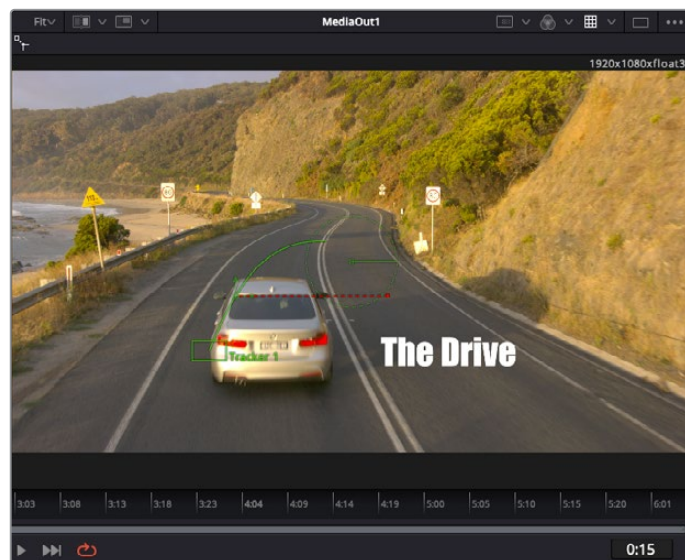 Fit MediaOut1
1920x1080xfloat3
Tracker 1
The Drive
3:03 3:08 3:13 3:18 3:23 4:04 4:09 4:14 4:19 5:00 5:05 5:10 5:15 5:20 6:01
0:15